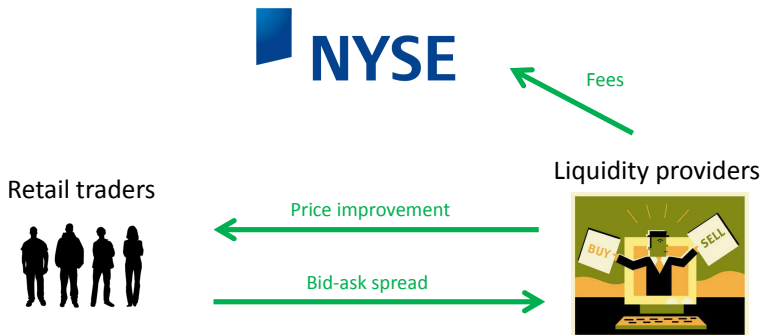 NYSE
Fees
Liquidity providers
Retail traders
Price improvement
BUY
SELL
Bid-ask spread